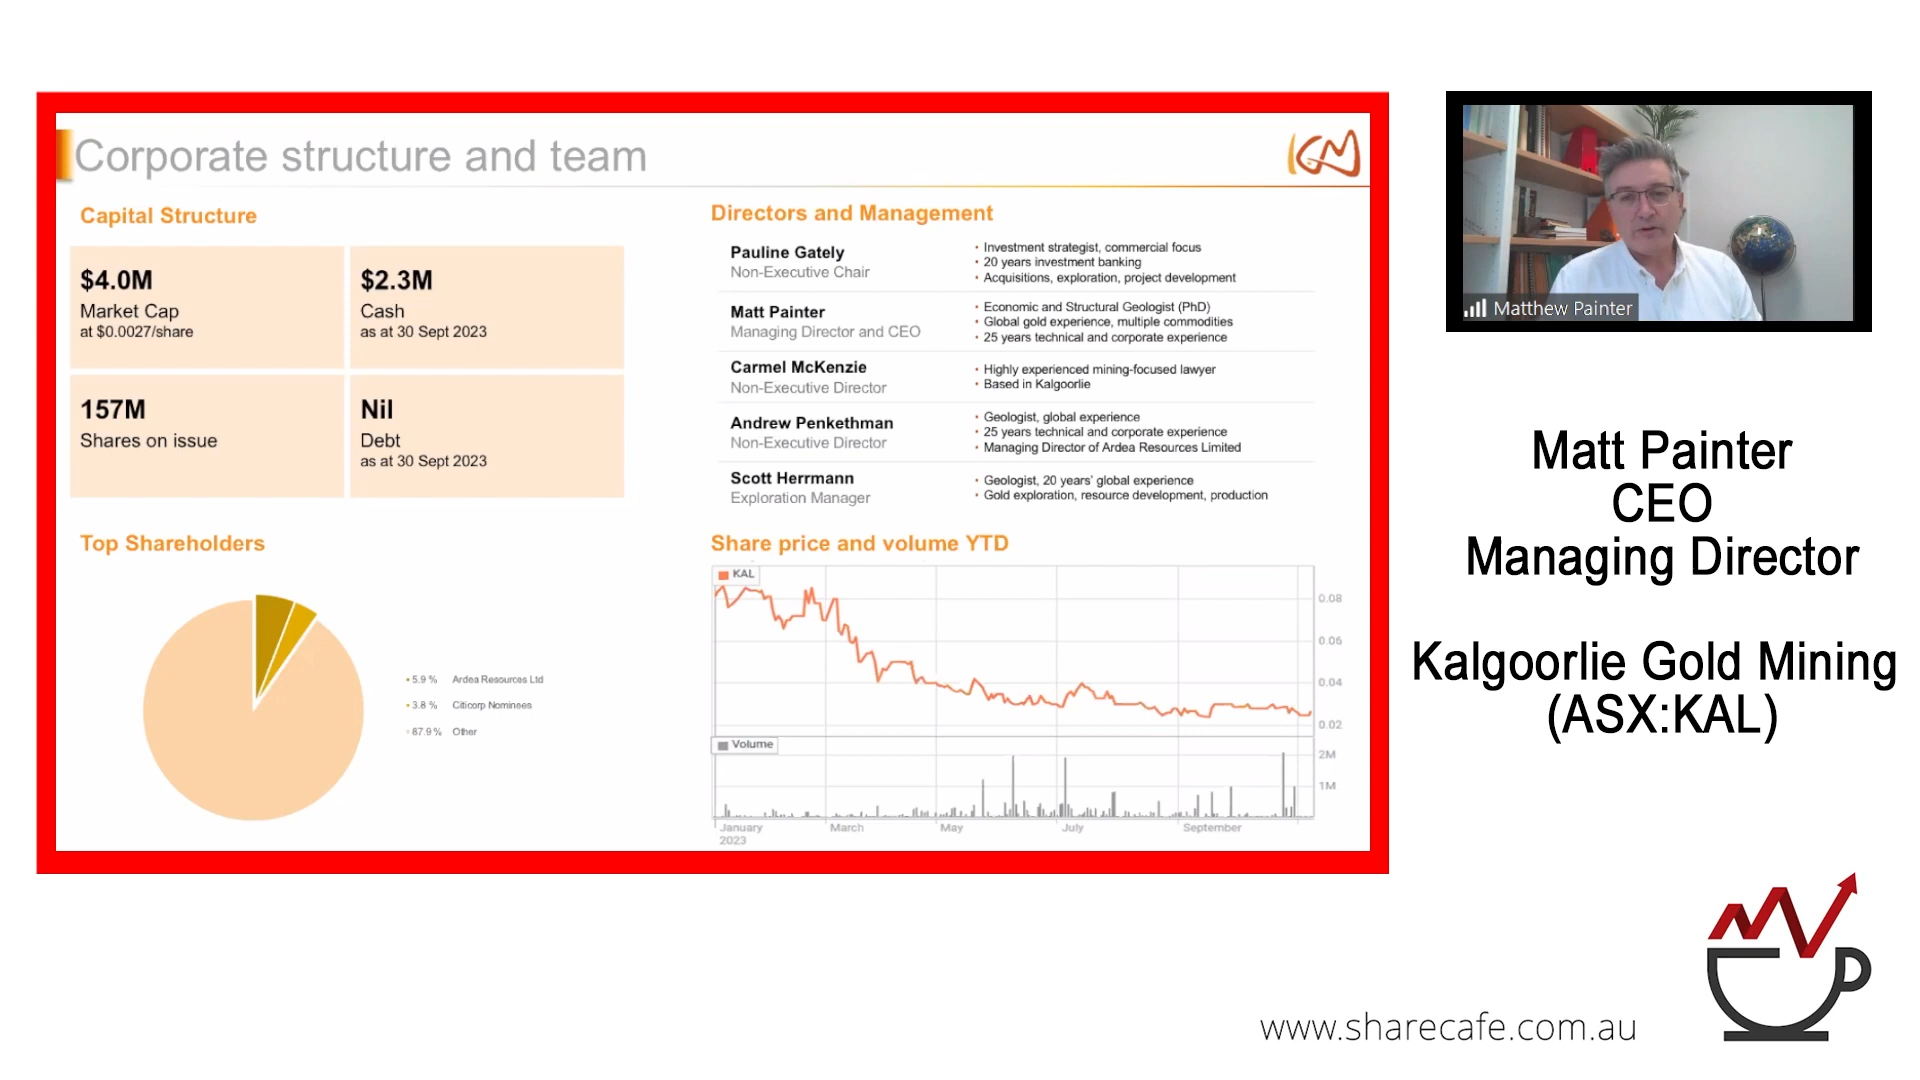 Corporate structure and team
KM
Capital Structure
$4.0M
Market Cap
at $0.0027/share
$2.3M
Cash
as at 30 Sept 2023
157M
Shares on issue
Nil
Debt
as at 30 Sept 2023
Top Shareholders
5.9 % Ardea Resources Ltd
3.8 % Citicorp Nominees
87.9 % Other
Directors and Management
Pauline Gately
Non-Executive Chair
• Investment strategist, commercial focus
• 20 years investment banking
• Acquisitions, exploration, project development
Matt Painter
Managing Director and CEO
• Economic and Structural Geologist (PhD)
• Global gold experience, multiple commodities
• 25 years technical and corporate experience
Carmel McKenzie
Non-Executive Director
• Highly experienced mining-focused lawyer
• Based in Kalgoorlie
Andrew Penkethman
Non-Executive Director
• Geologist, global experience
• 25 years technical and corporate experience
• Managing Director of Ardea Resources Limited
Scott Herrmann
Exploration Manager
• Geologist, 20 years' global experience
• Gold exploration, resource development, production
Share price and volume YTD
KAL
0.08
0.06
0.04
0.02
Volume
2M
1M
January March May July September
2023
Matthew Painter
Matt Painter
CEO
Managing Director
Kalgoorlie Gold Mining
(ASX:KAL)
www.sharecafe.com.au